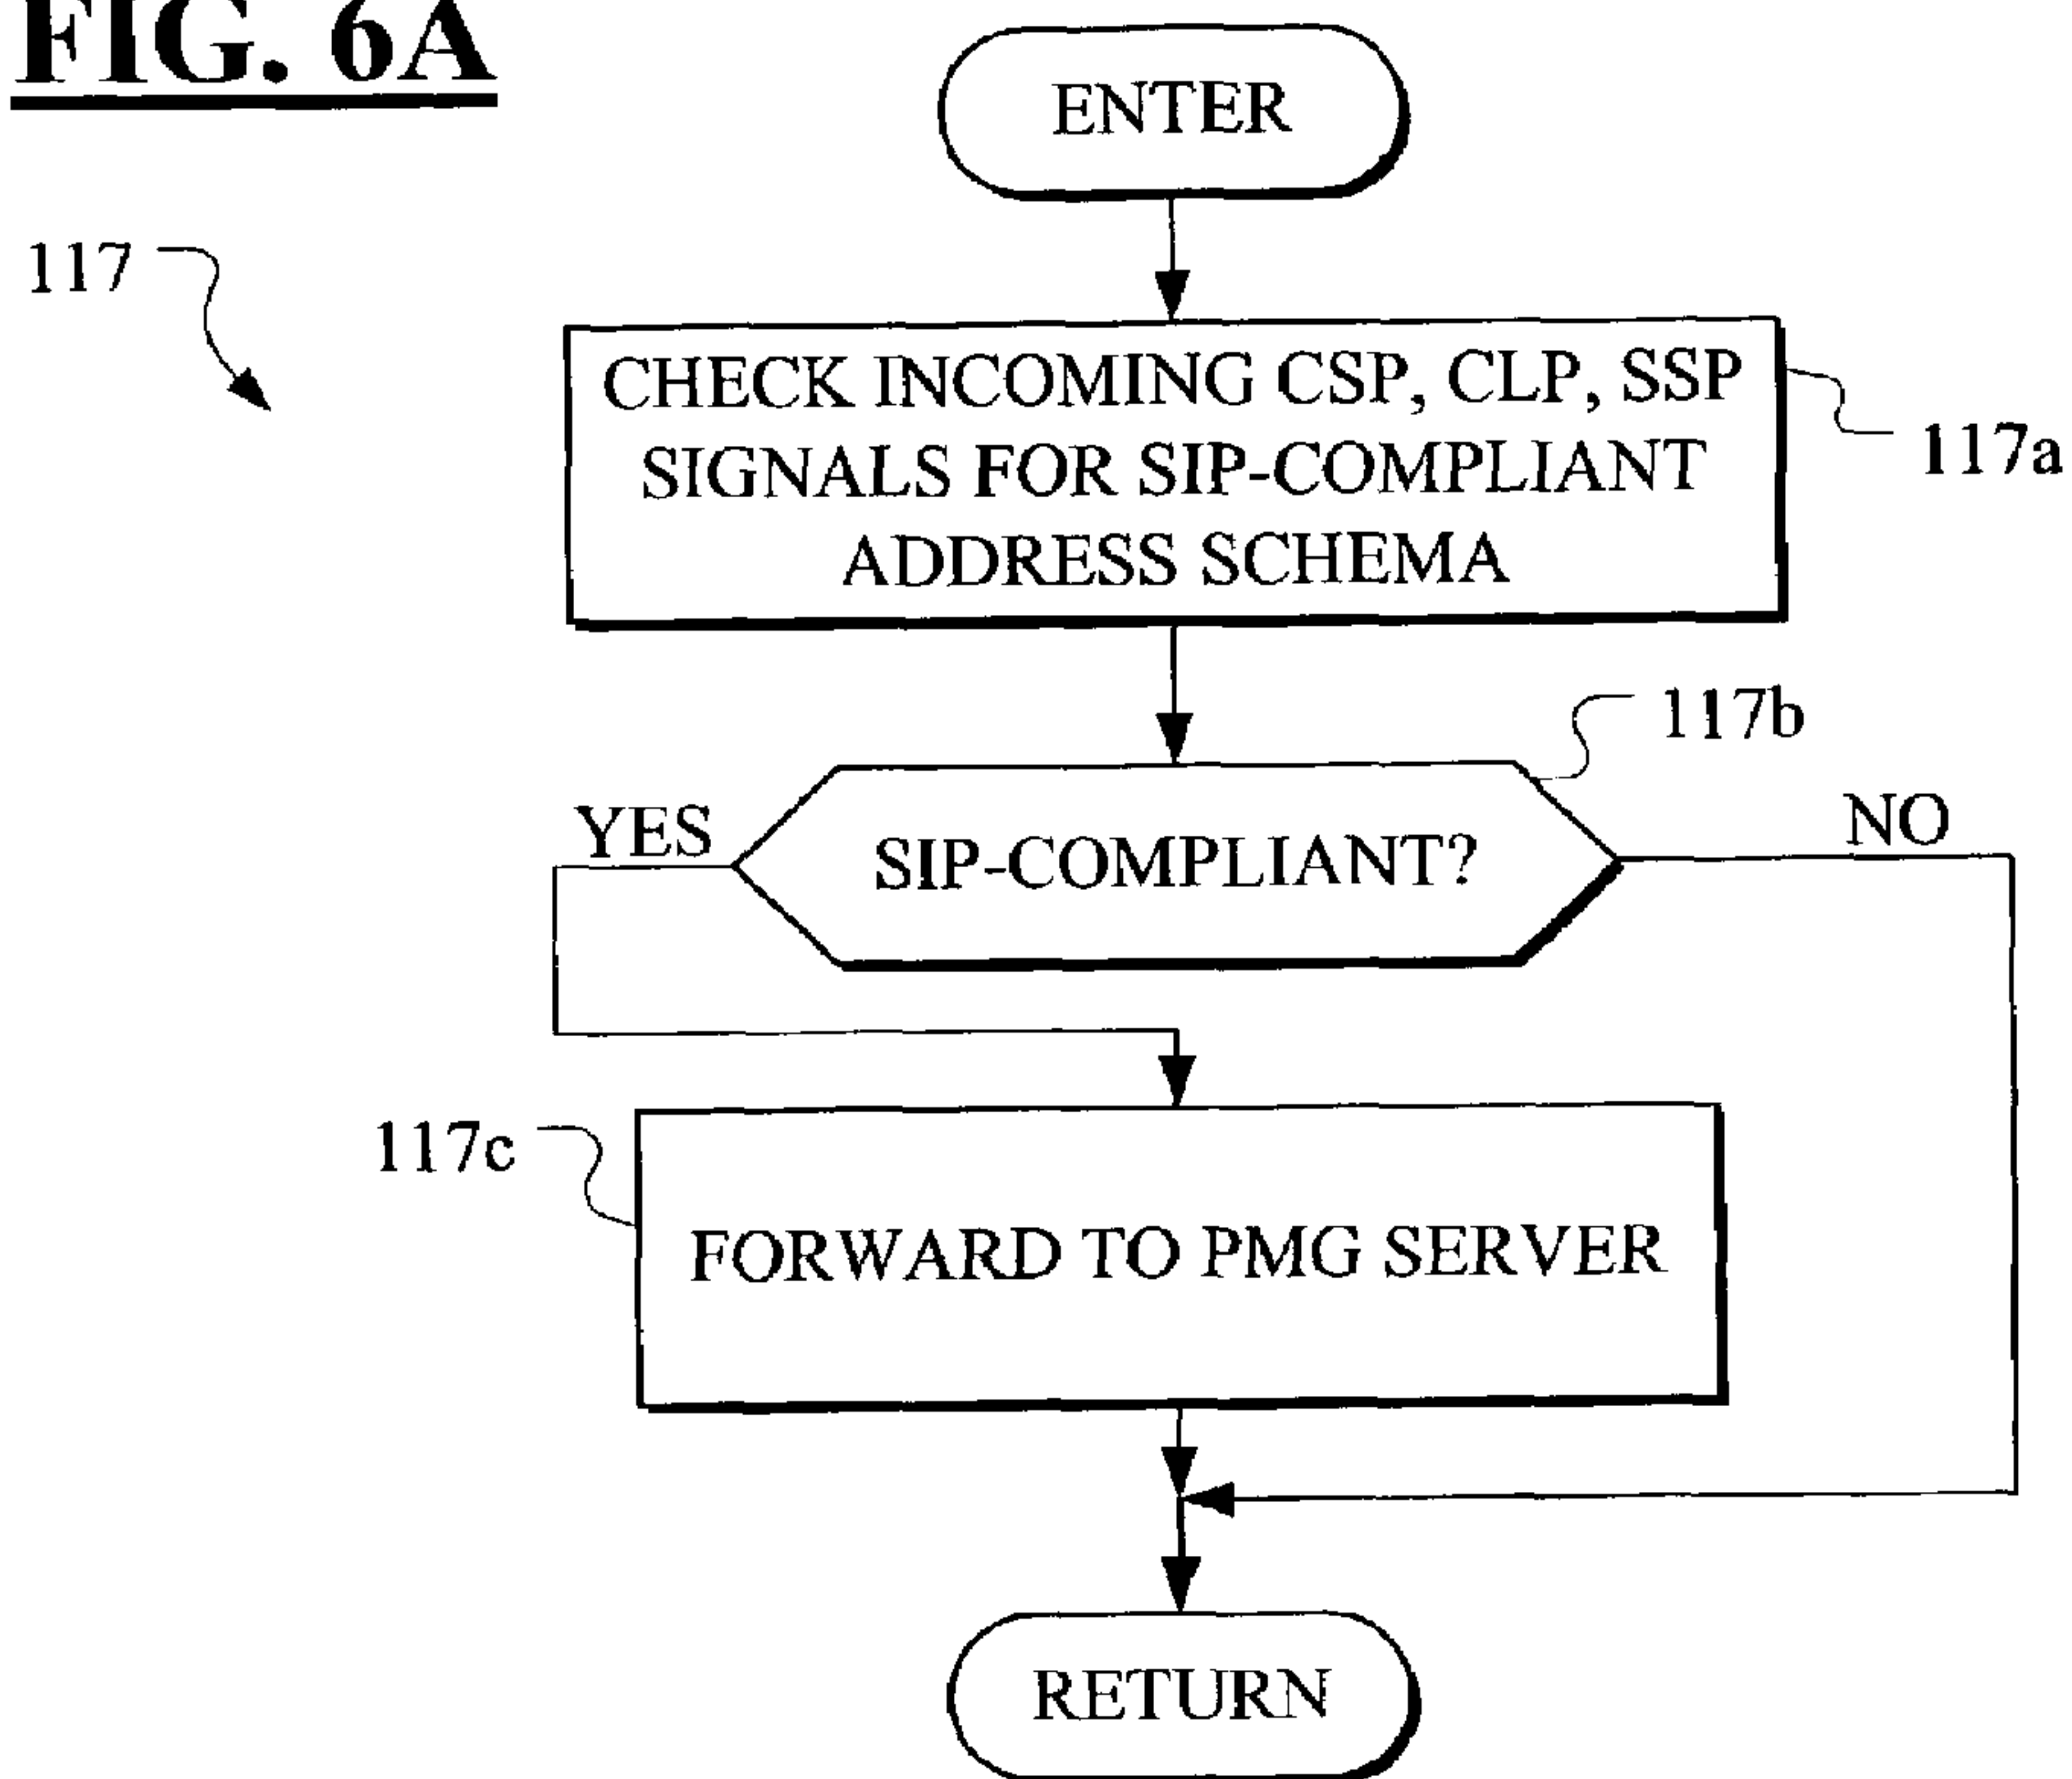 FIG. 6A
ENTER
117
CHECK INCOMING CSP, CLP, SSP
SIGNALS FOR SIP-COMPLIANT
ADDRESS SCHEMA
117a
117b
YES
SIP-COMPLIANT?
NO
117c
FORWARD TO PMG SERVER
RETURN